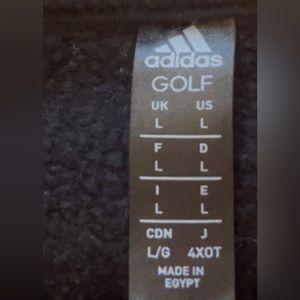 adidas
GOLF
UK US
L L
F D
L L
I E
L L
CDN J
L/G 4XOT
MADE IN
EGYPT